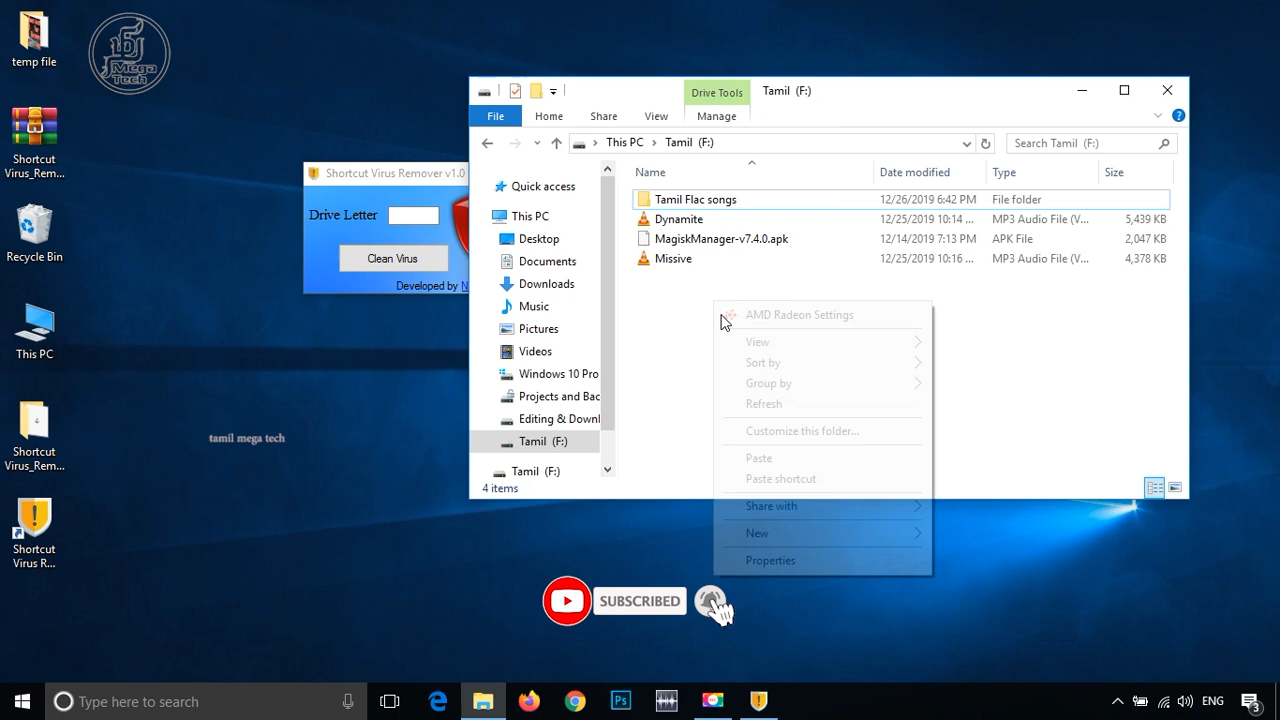 temp file
Mega
Tech
Shortcut
Virus_Rem...
Recycle Bin
This PC
Shortcut
Virus_Rem...
Shortcut
Virus R...
tamil mega tech
Shortcut Virus Remover v1.0
Drive Letter
Clean Virus
Developed by N
Drive Tools
Tamil (F:)
File
Home
Share
View
Manage
This PC
Tamil (F:)
Search Tamil (F:)
Quick access
This PC
Desktop
Documents
Downloads
Music
Pictures
Videos
Windows 10 Pro
Projects and Bac
Editing & Downl
Tamil (F:)
Tamil (F:)
Name Date modified Type Size
Tamil Flac songs 12/26/2019 6:42 PM File folder
Dynamite 12/25/2019 10:14 ... MP3 Audio File (V... 5,439 KB
MagiskManager-v7.4.0.apk 12/14/2019 7:13 PM APK File 2,047 KB
Missive 12/25/2019 10:16 ... MP3 Audio File (V... 4,378 KB
4 items
AMD Radeon Settings
View
Sort by
Group by
Refresh
Customize this folder...
Paste
Paste shortcut
Share with
New
Properties
SUBSCRIBED
Type here to search
Ps
ENG
3